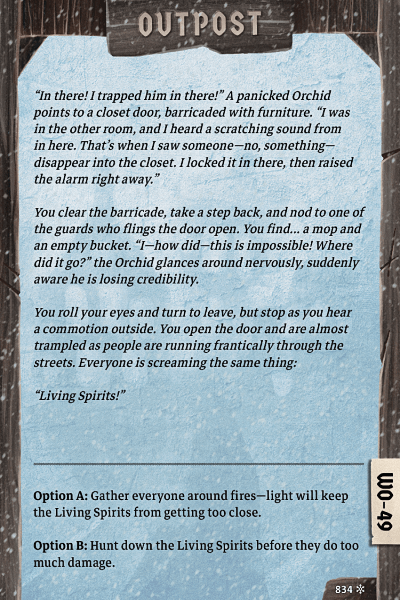 OUTPOST
“In there! I trapped him in there!” A panicked Orchid
points to a closet door, barricaded with furniture. “I was
in the other room, and I heard a scratching sound from
in here. That’s when I saw someone—no, something—
disappear into the closet. I locked it in there, then raised
the alarm right away.”
You clear the barricade, take a step back, and nod to one of
the guards who flings the door open. You find... a mop and
an empty bucket. “I—how did—this is impossible! Where
did it go?” the Orchid glances around nervously, suddenly
aware he is losing credibility.
You roll your eyes and turn to leave, but stop as you hear
a commotion outside. You open the door and are almost
trampled as people are running frantically through the
streets. Everyone is screaming the same thing:
“Living Spirits!”
Option A: Gather everyone around fires—light will keep
the Living Spirits from getting too close.
Option B: Hunt down the Living Spirits before they do too
much damage.
WO-49
834